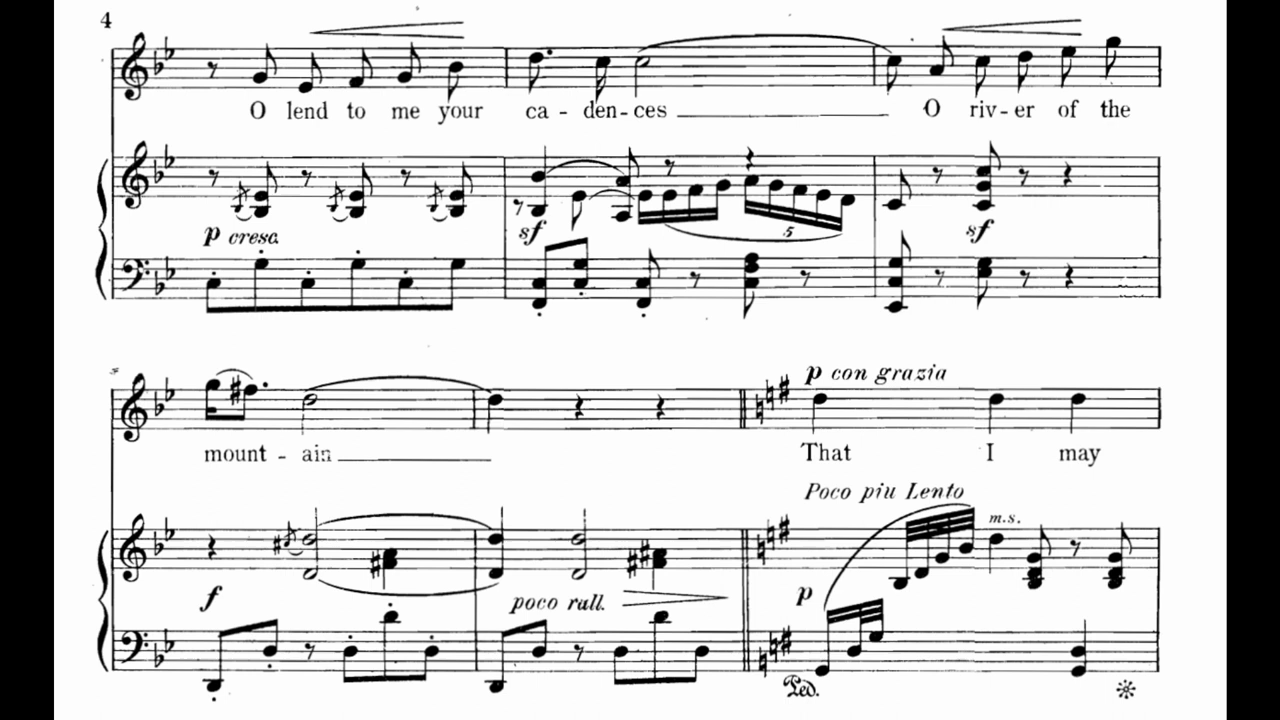 4
O lend to me your ca - den - ces O riv - er of the
p cresc. sf sf
5
p con grazia
mount - ain That I may
Poco piu Lento
m.s.
f poco rall. p
Ped.